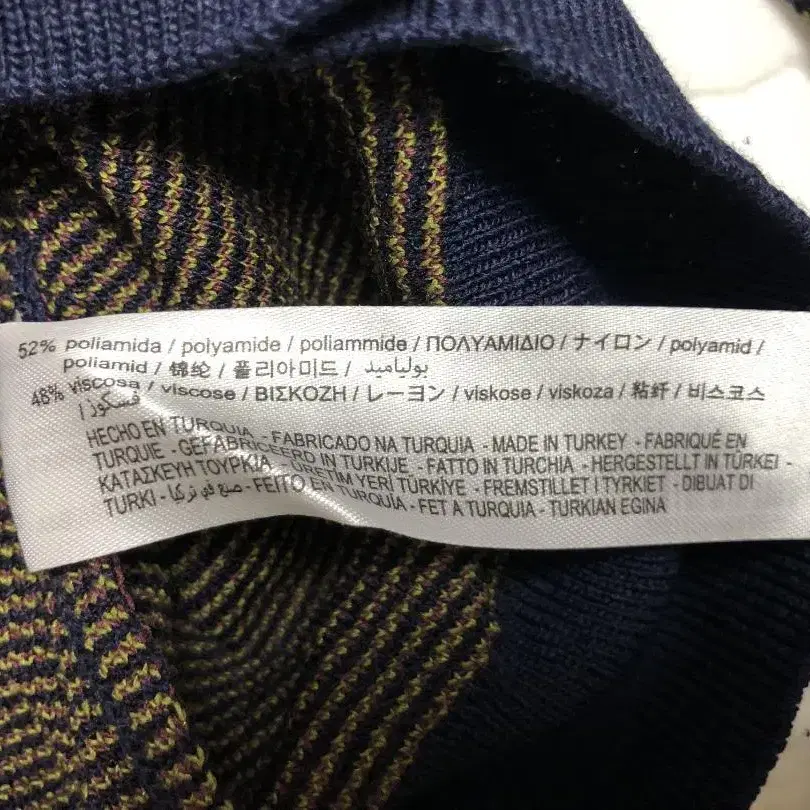 52% poliamida / polyamide / poliammide / ΠΟΛΥΑΜΙΔΙΟ / ナイロン / polyamid /
poliamid / 锦纶 / 폴리아미드 / بولياميد
48% viscosa / viscose / ΒΙΣΚΟΖΗ / レーヨン / viskose / viskoza / 粘纤 / 비스코스
/ فسكوز
HECHO EN TURQUIA - FABRICADO NA TURQUIA - MADE IN TURKEY - FABRIQUÉ EN
TURQUIE - GEFABRICEERD IN TURKIJE - FATTO IN TURCHIA - HERGESTELLT IN TÜRKEI -
ΚΑΤΑΣΚΕΥΗ ΤΟΥΡΚΙΑ - ÜRETİM YERİ TÜRKİYE - FREMSTILLET I TYRKIET - DIBUAT DI
TURKI - صنع في تركيا - FEITO EN TURQUÍA - FET A TURQUIA - TURKIAN EGINA